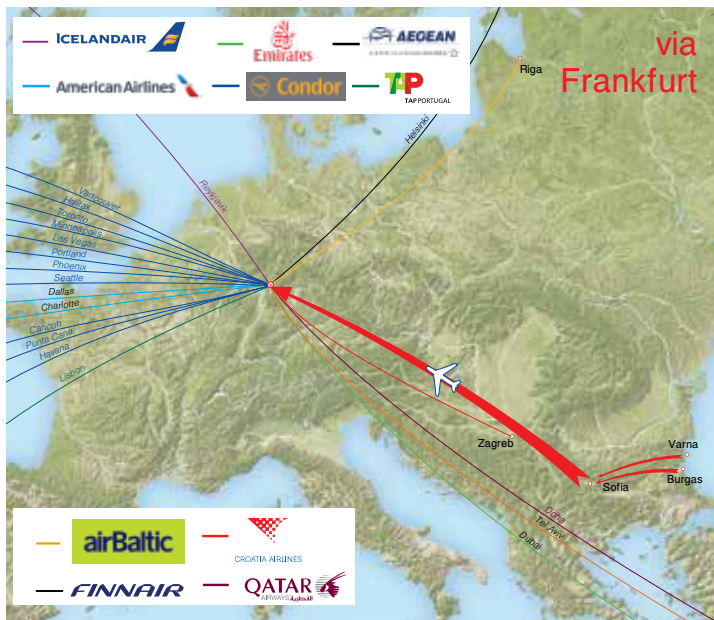 ICELANDAIR
Emirates
AEGEAN
American Airlines
Condor
TAP
TAP PORTUGAL
via
Frankfurt
Riga
Helsinki
Reykjavik
Vancouver
Halifax
Toronto
Minneapolis
Las Vegas
Portland
Phoenix
Seattle
Dallas
Charlotte
Cancun
Punta Cana
Havena
Lisbon
Zagreb
Varna
Burgas
Sofia
Doha
Tel Aviv
Dubai
airBaltic
CROATIA AIRLINES
FINNAIR
QATAR
AIRWAYS القطرية